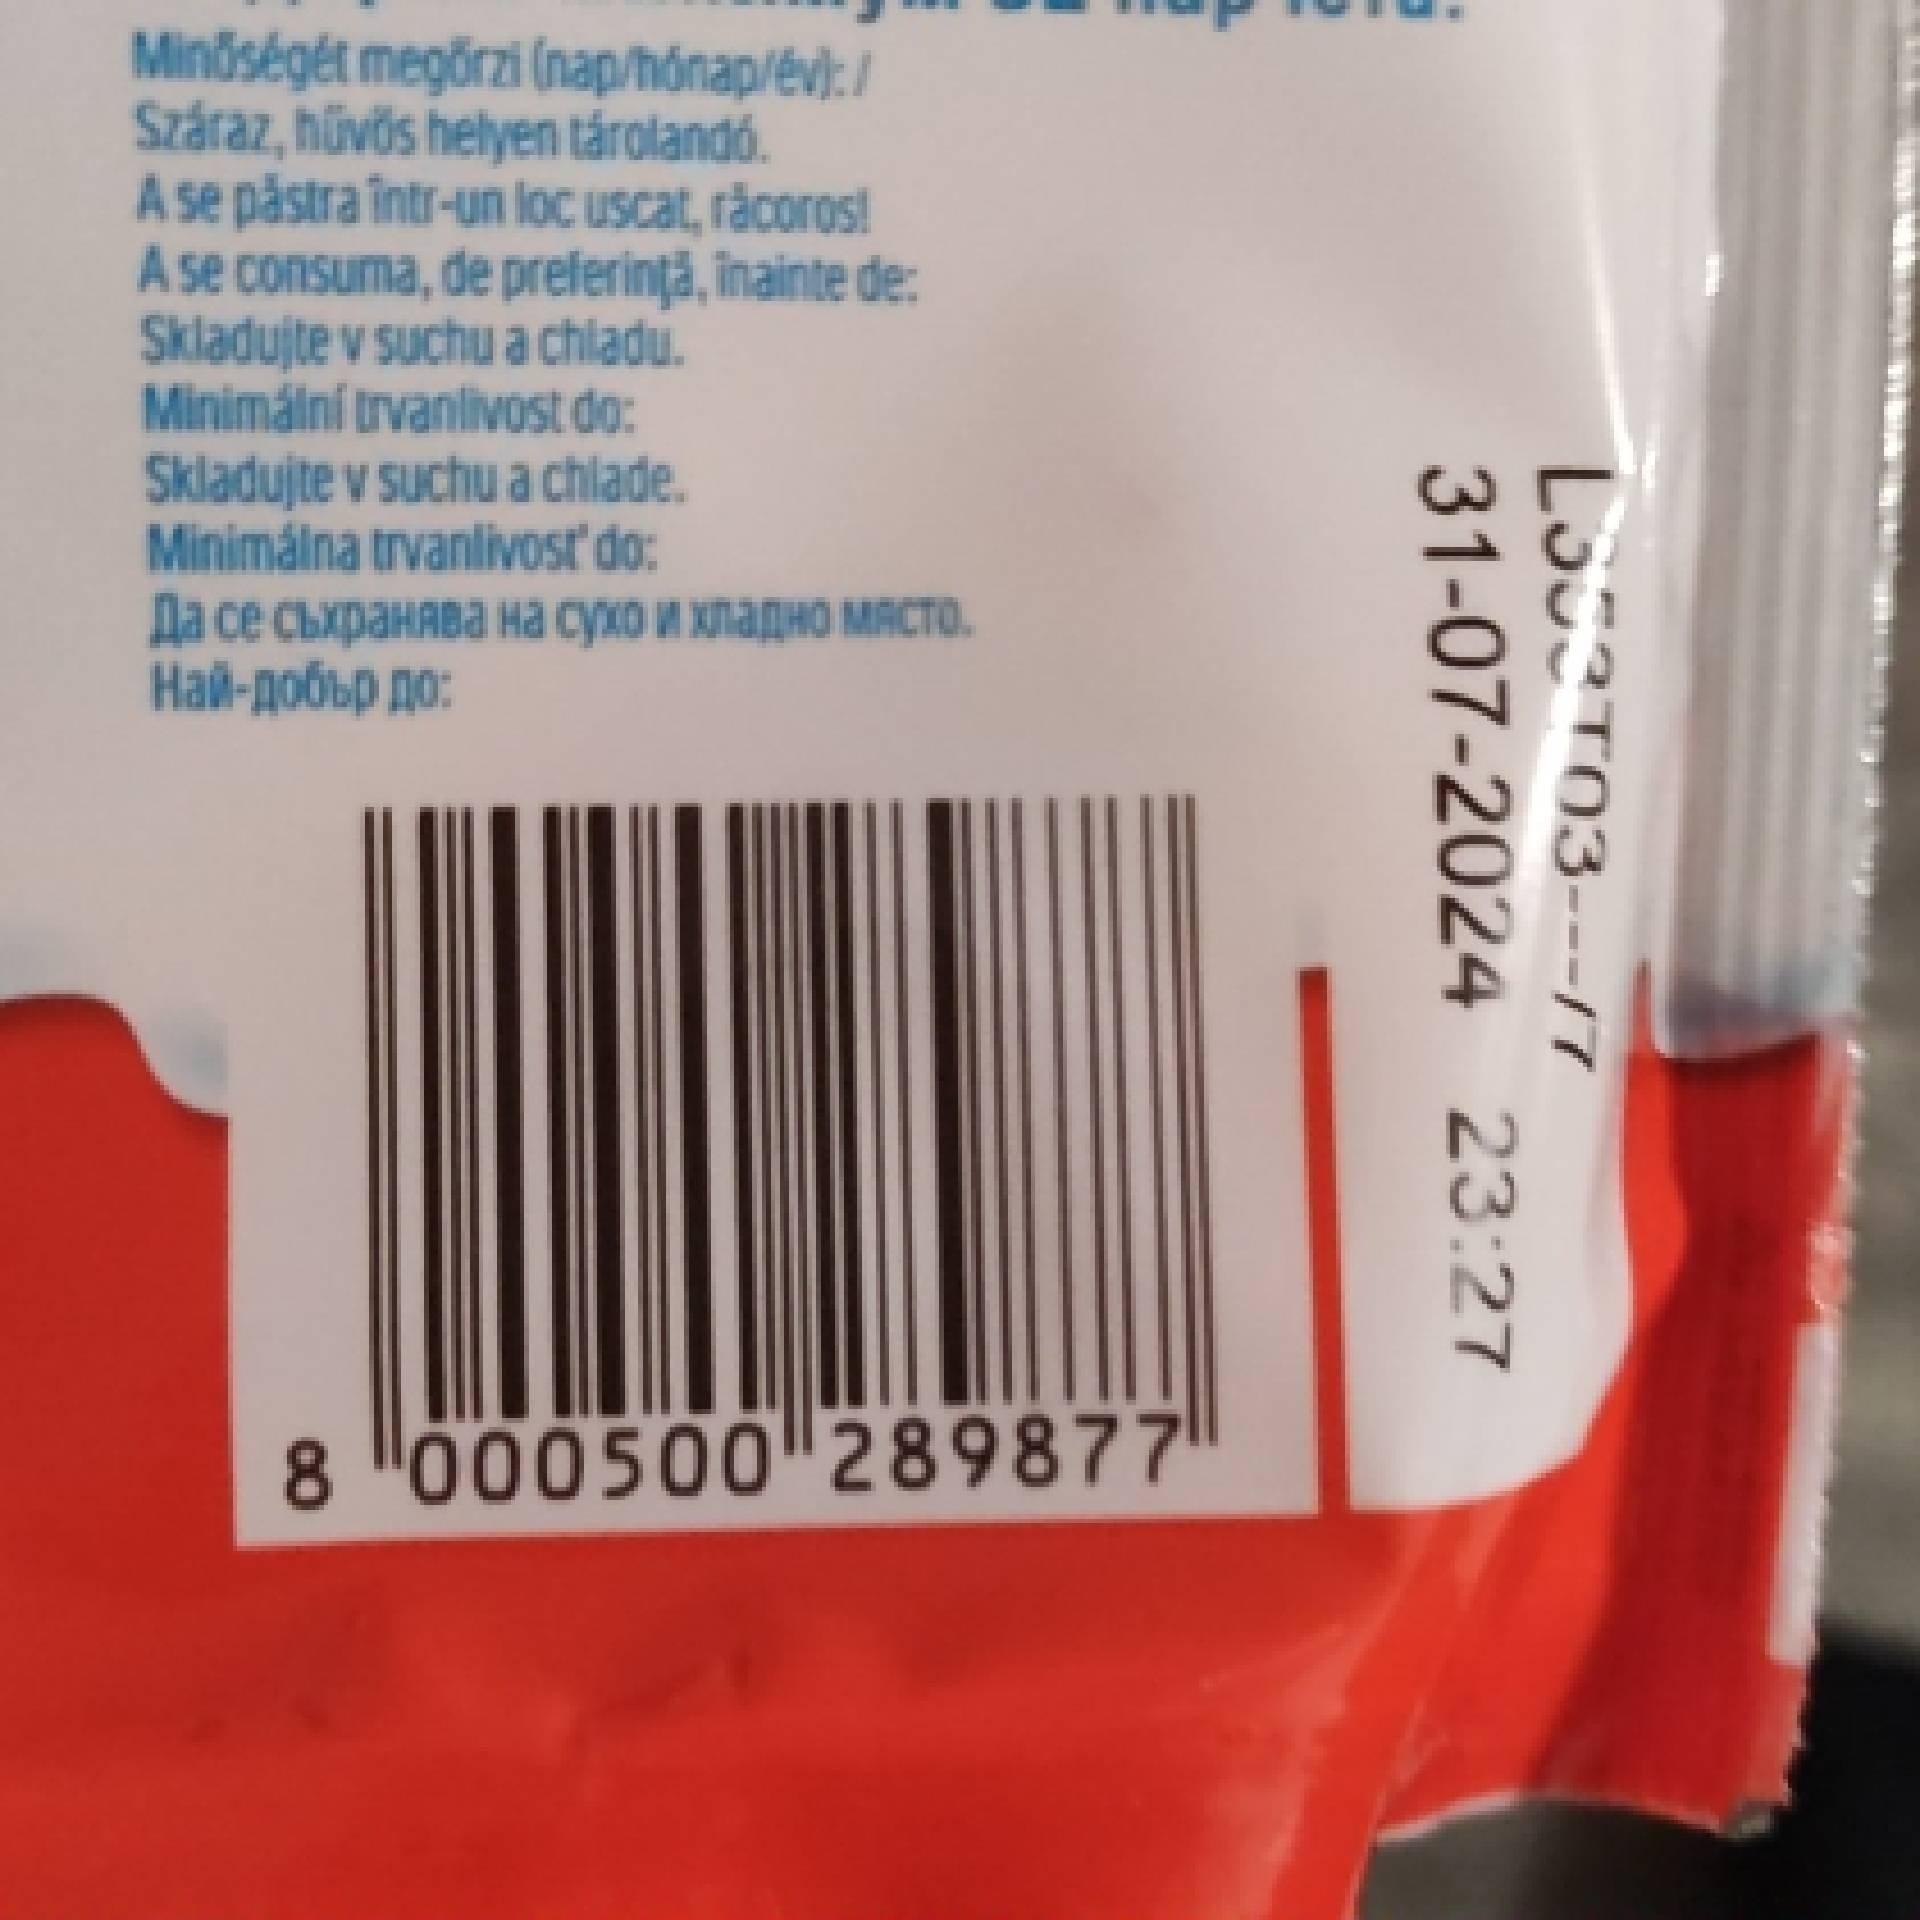 Minőségét megőrzi (nap/hónap/év): /
Száraz, hűvös helyen tárolandó.
A se păstra într-un loc uscat, răcoros!
A se consuma, de preferinţă, înainte de:
Skladujte v suchu a chladu.
Minimální trvanlivost do:
Skladujte v suchu a chlade.
Minimálna trvanlivosť do:
Да се съхранява на сухо и хладно място.
Най-добър до:
31-07-2024 23:27
8 000500 289877